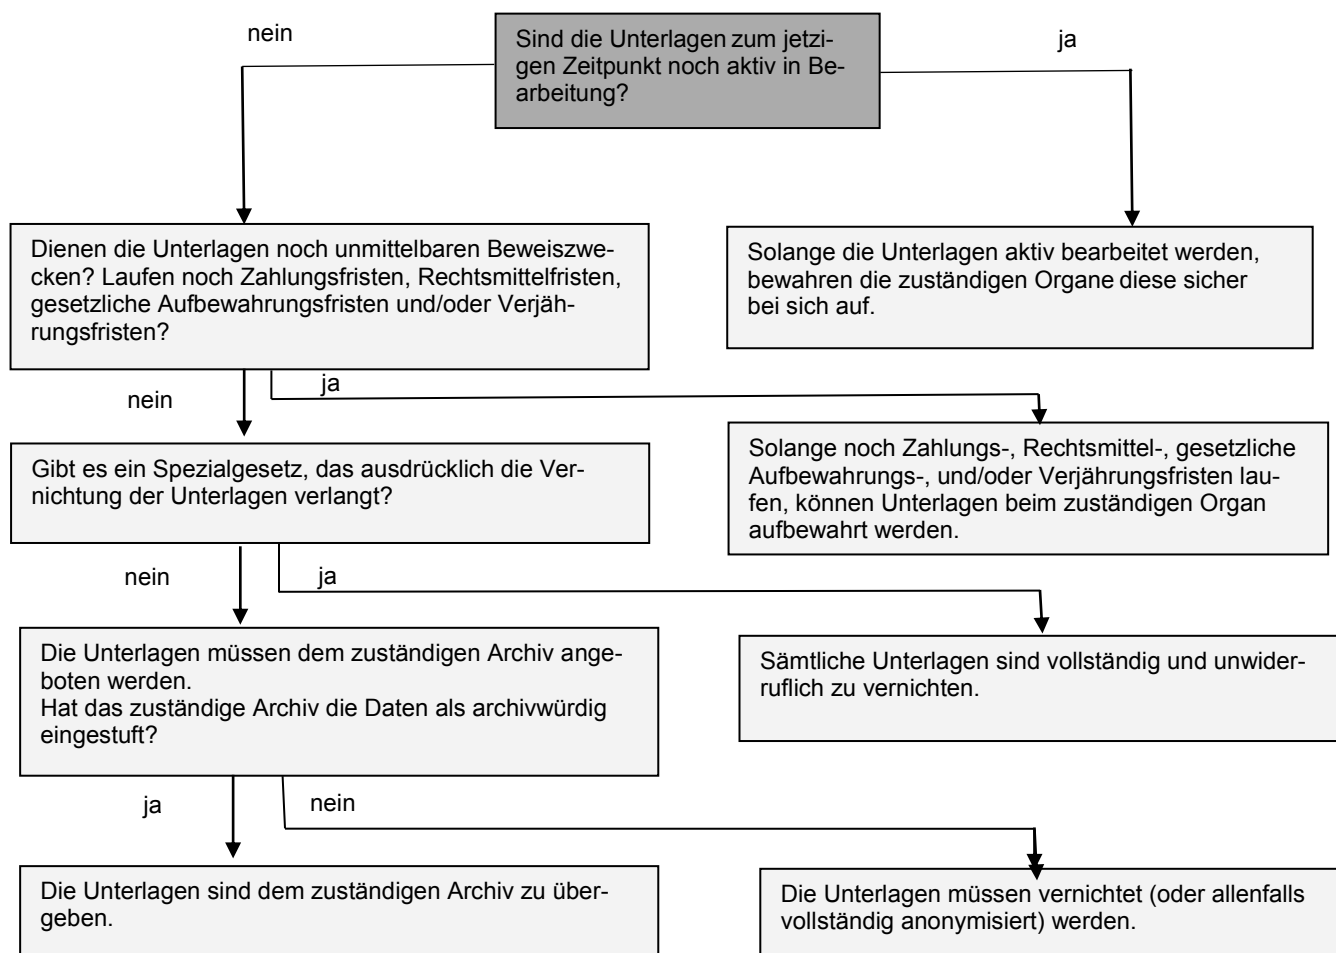 nein
Sind die Unterlagen zum jetzi-
gen Zeitpunkt noch aktiv in Be-
arbeitung?
ja
Dienen die Unterlagen noch unmittelbaren Beweiszwe-
cken? Laufen noch Zahlungsfristen, Rechtsmittelfristen,
gesetzliche Aufbewahrungsfristen und/oder Verjäh-
rungsfristen?
Solange die Unterlagen aktiv bearbeitet werden,
bewahren die zuständigen Organe diese sicher
bei sich auf.
nein
ja
Gibt es ein Spezialgesetz, das ausdrücklich die Ver-
nichtung der Unterlagen verlangt?
Solange noch Zahlungs-, Rechtsmittel-, gesetzliche
Aufbewahrungs-, und/oder Verjährungsfristen lau-
fen, können Unterlagen beim zuständigen Organ
aufbewahrt werden.
nein
ja
Die Unterlagen müssen dem zuständigen Archiv ange-
boten werden.
Hat das zuständige Archiv die Daten als archivwürdig
eingestuft?
Sämtliche Unterlagen sind vollständig und unwider-
ruflich zu vernichten.
ja
nein
Die Unterlagen sind dem zuständigen Archiv zu über-
geben.
Die Unterlagen müssen vernichtet (oder allenfalls
vollständig anonymisiert) werden.